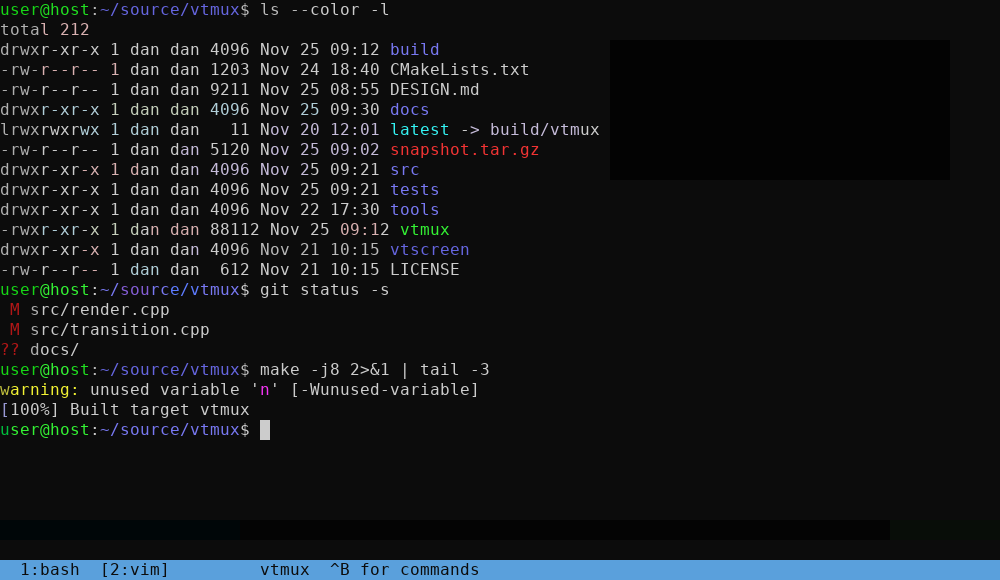 user@host:~/source/vtmux$ ls --color -l
total 212
drwxr-xr-x 1 dan dan 4096 Nov 25 09:12 build
-rw-r--r-- 1 dan dan 1203 Nov 24 18:40 CMakeLists.txt
-rw-r--r-- 1 dan dan 9211 Nov 25 08:55 DESIGN.md
drwxr-xr-x 1 dan dan 4096 Nov 25 09:30 docs
lrwxrwxrwx 1 dan dan   11 Nov 20 12:01 latest -> build/vtmux
-rw-r--r-- 1 dan dan 5120 Nov 25 09:02 snapshot.tar.gz
drwxr-xr-x 1 dan dan 4096 Nov 25 09:21 src
drwxr-xr-x 1 dan dan 4096 Nov 25 09:21 tests
drwxr-xr-x 1 dan dan 4096 Nov 22 17:30 tools
-rwxr-xr-x 1 dan dan 88112 Nov 25 09:12 vtmux
drwxr-xr-x 1 dan dan 4096 Nov 21 10:15 vtscreen
-rw-r--r-- 1 dan dan  612 Nov 21 10:15 LICENSE
user@host:~/source/vtmux$ git status -s
 M src/render.cpp
 M src/transition.cpp
?? docs/
user@host:~/source/vtmux$ make -j8 2>&1 | tail -3
warning: unused variable 'n' [-Wunused-variable]
[100%] Built target vtmux
user@host:~/source/vtmux$
  1:bash  [2:vim]         vtmux  ^B for commands